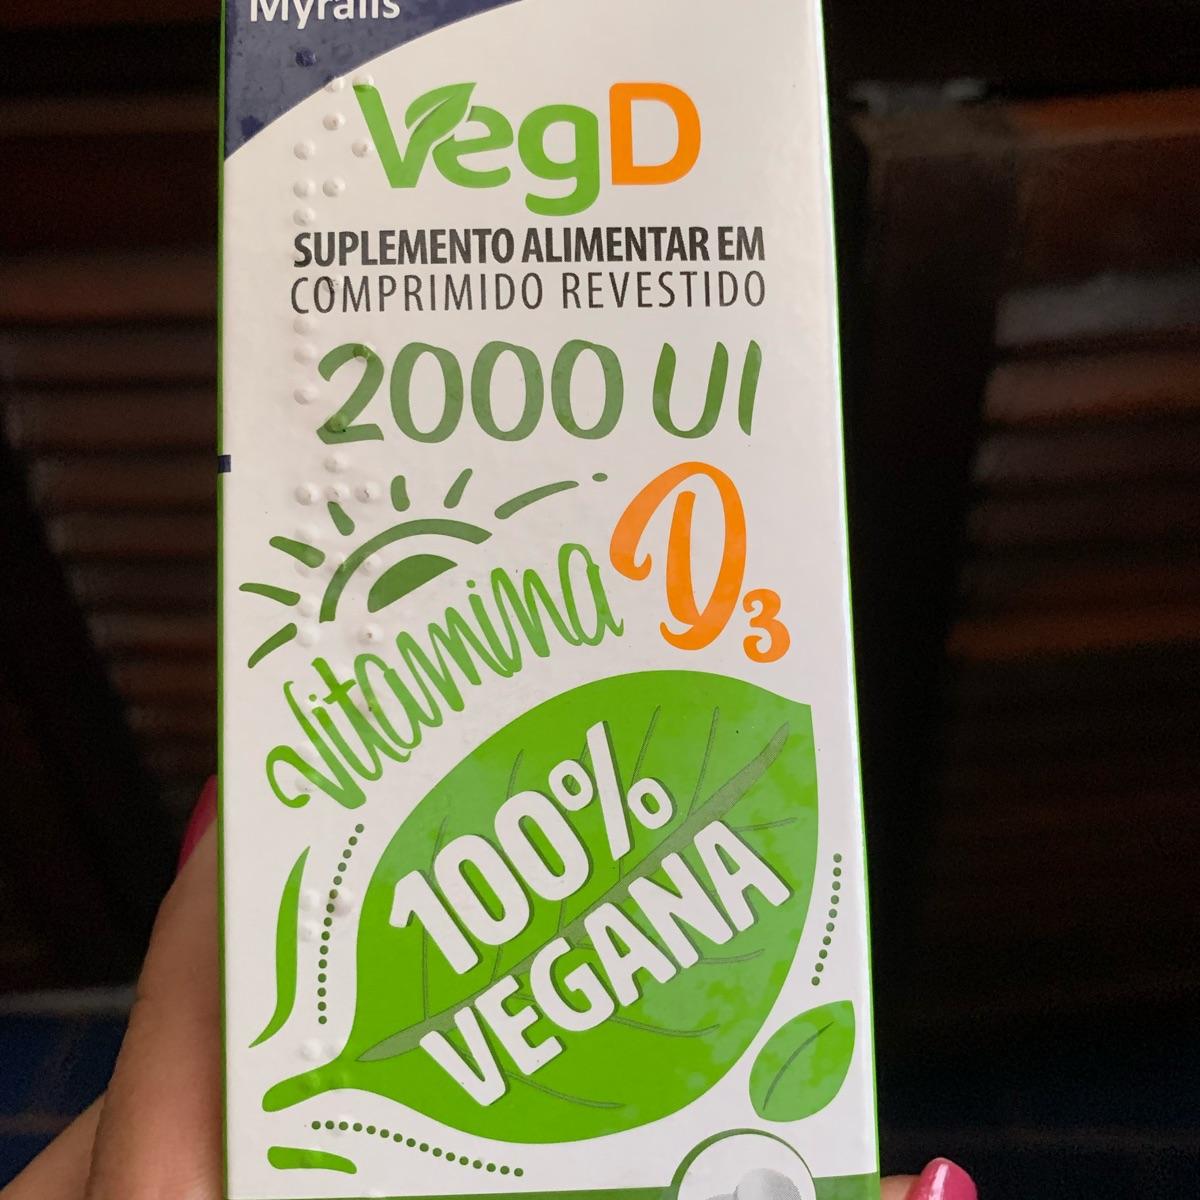 Myralis
VegD
SUPLEMENTO ALIMENTAR EM
COMPRIMIDO REVESTIDO
2000 UI
vitamina D3
100%
VEGANA